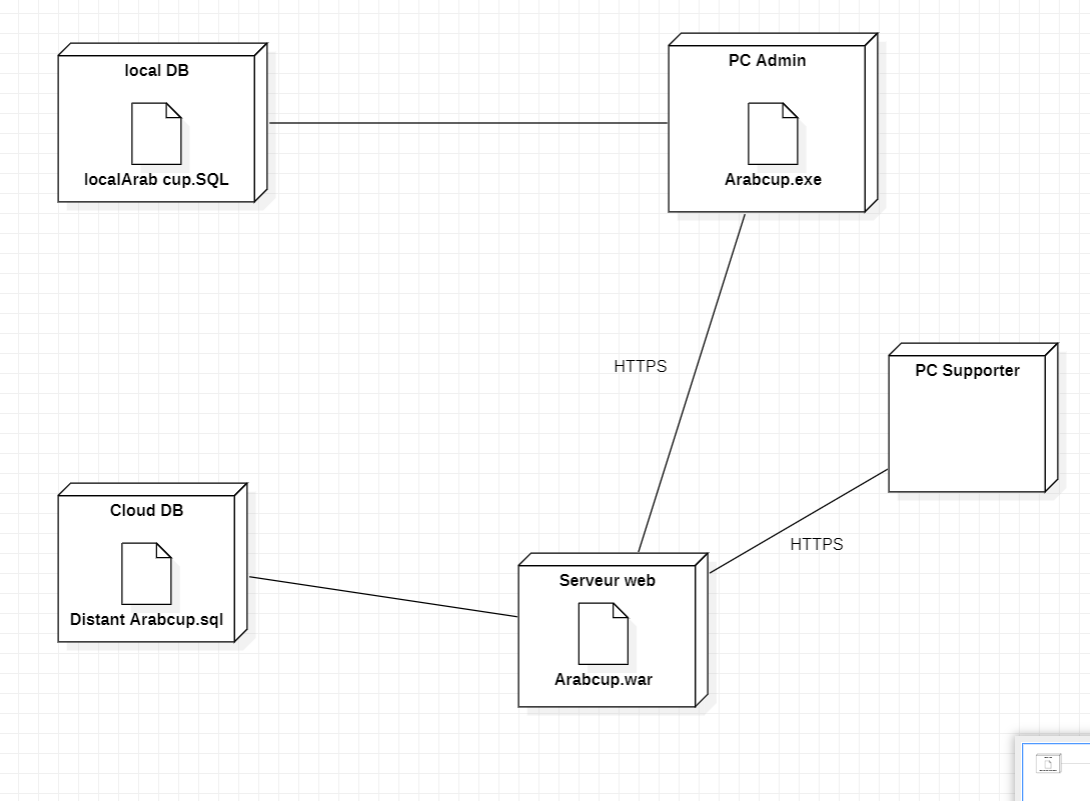 local DB
localArab cup.SQL
PC Admin
Arabcup.exe
HTTPS
PC Supporter
HTTPS
Cloud DB
Distant Arabcup.sql
Serveur web
Arabcup.war